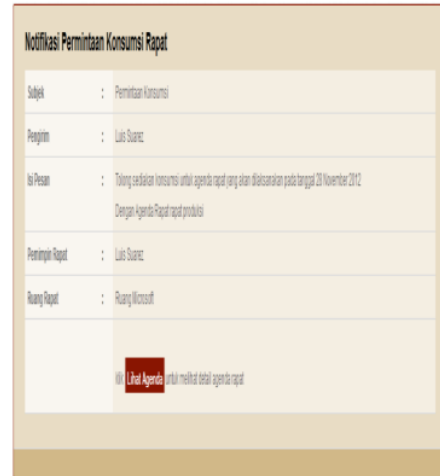 Notifikasi Permintaan Konsumsi Rapat
Subjek : Permintaan Konsumsi
Pengirim : Luis Suarez
Isi Pesan : Tolong sediakan konsumsi untuk agenda rapat yang akan dilaksanakan pada tanggal 28 November 2012
Dengan Agenda Rapat rapat produksi
Pemimpin Rapat : Luis Suarez
Ruang Rapat : Ruang Microsoft
klik Lihat Agenda untuk melihat detail agenda rapat